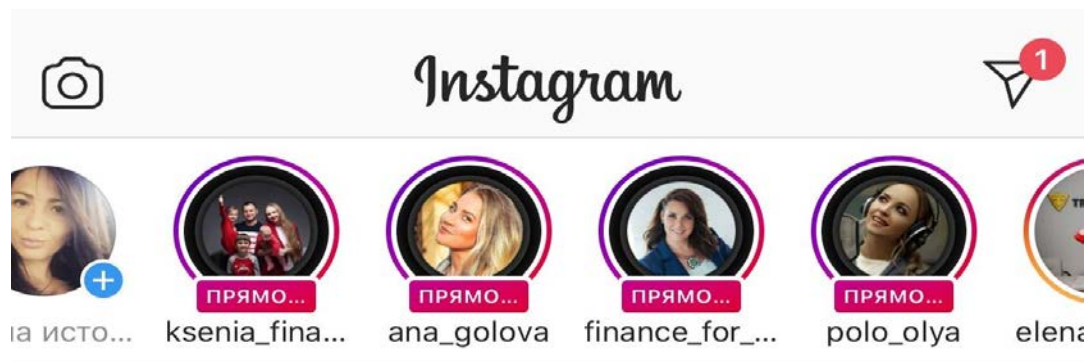 Instagram 1
ПРЯМО... ПРЯМО... ПРЯМО... ПРЯМО...
исто... ksenia_fina... ana_golova finance_for_... polo_olya elena